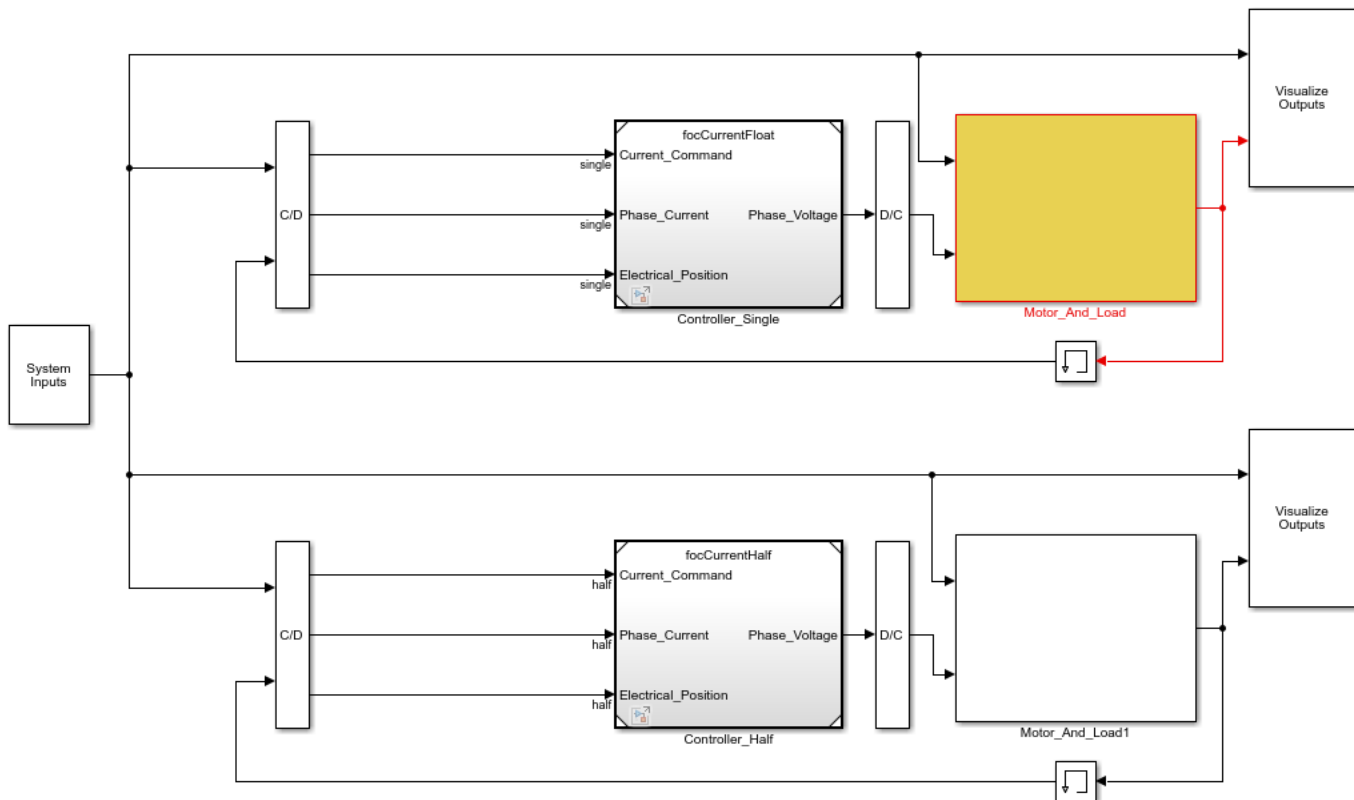 Visualize
Outputs
focCurrentFloat
Current_Command
single
C/D
Phase_Current
Phase_Voltage
D/C
single
Electrical_Position
single
Controller_Single
Motor_And_Load
System
Inputs
Visualize
Outputs
focCurrentHalf
Current_Command
half
C/D
Phase_Current
Phase_Voltage
D/C
half
Electrical_Position
half
Controller_Half
Motor_And_Load1